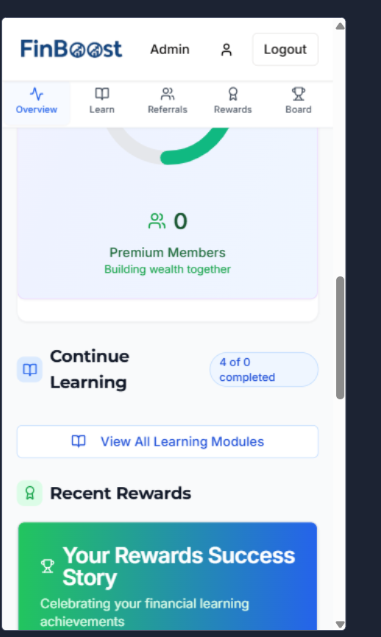 FinBoost
Admin
Logout
Overview
Learn
Referrals
Rewards
Board
0
Premium Members
Building wealth together
Continue
Learning
4 of 0
completed
View All Learning Modules
Recent Rewards
Your Rewards Success
Story
Celebrating your financial learning
achievements